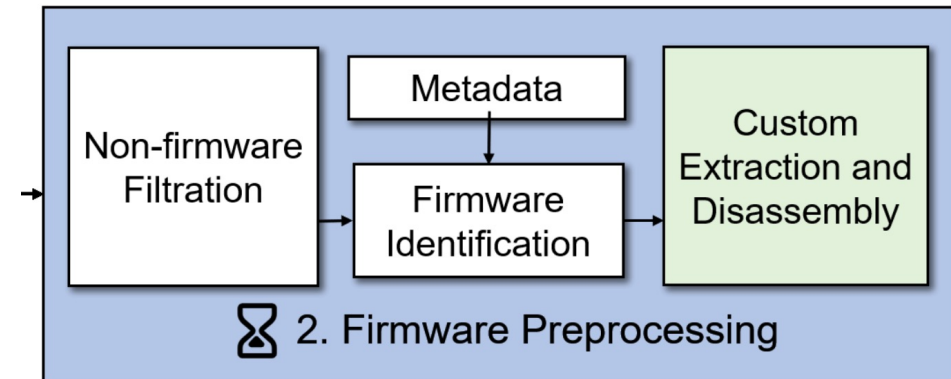 Non-firmware
Filtration
Metadata
Firmware
Identification
Custom
Extraction and
Disassembly
2. Firmware Preprocessing